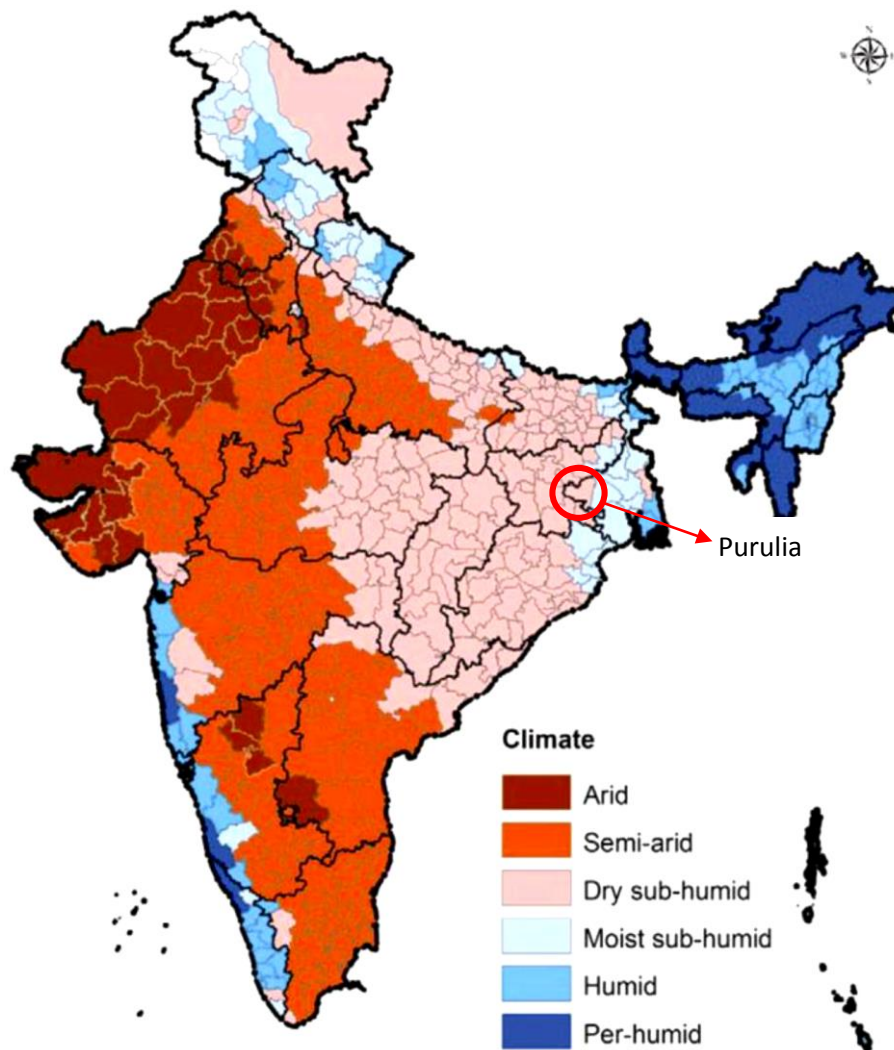 Purulia
Climate
Arid
Semi-arid
Dry sub-humid
Moist sub-humid
Humid
Per-humid